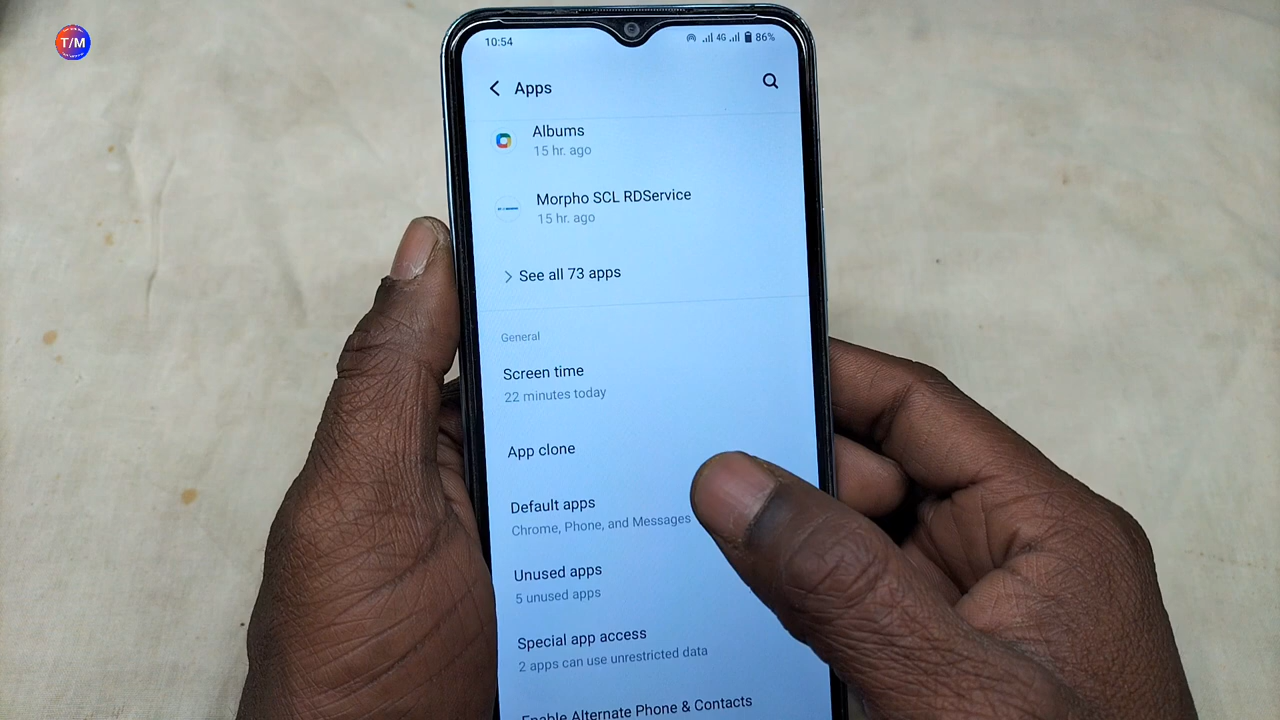 T/M
10:54
4G 86%
Apps
Albums
15 hr. ago
Morpho SCL RDService
15 hr. ago
See all 73 apps
General
Screen time
22 minutes today
App clone
Default apps
Chrome, Phone, and Messages
Unused apps
5 unused apps
Special app access
2 apps can use unrestricted data
Enable Alternate Phone & Contacts